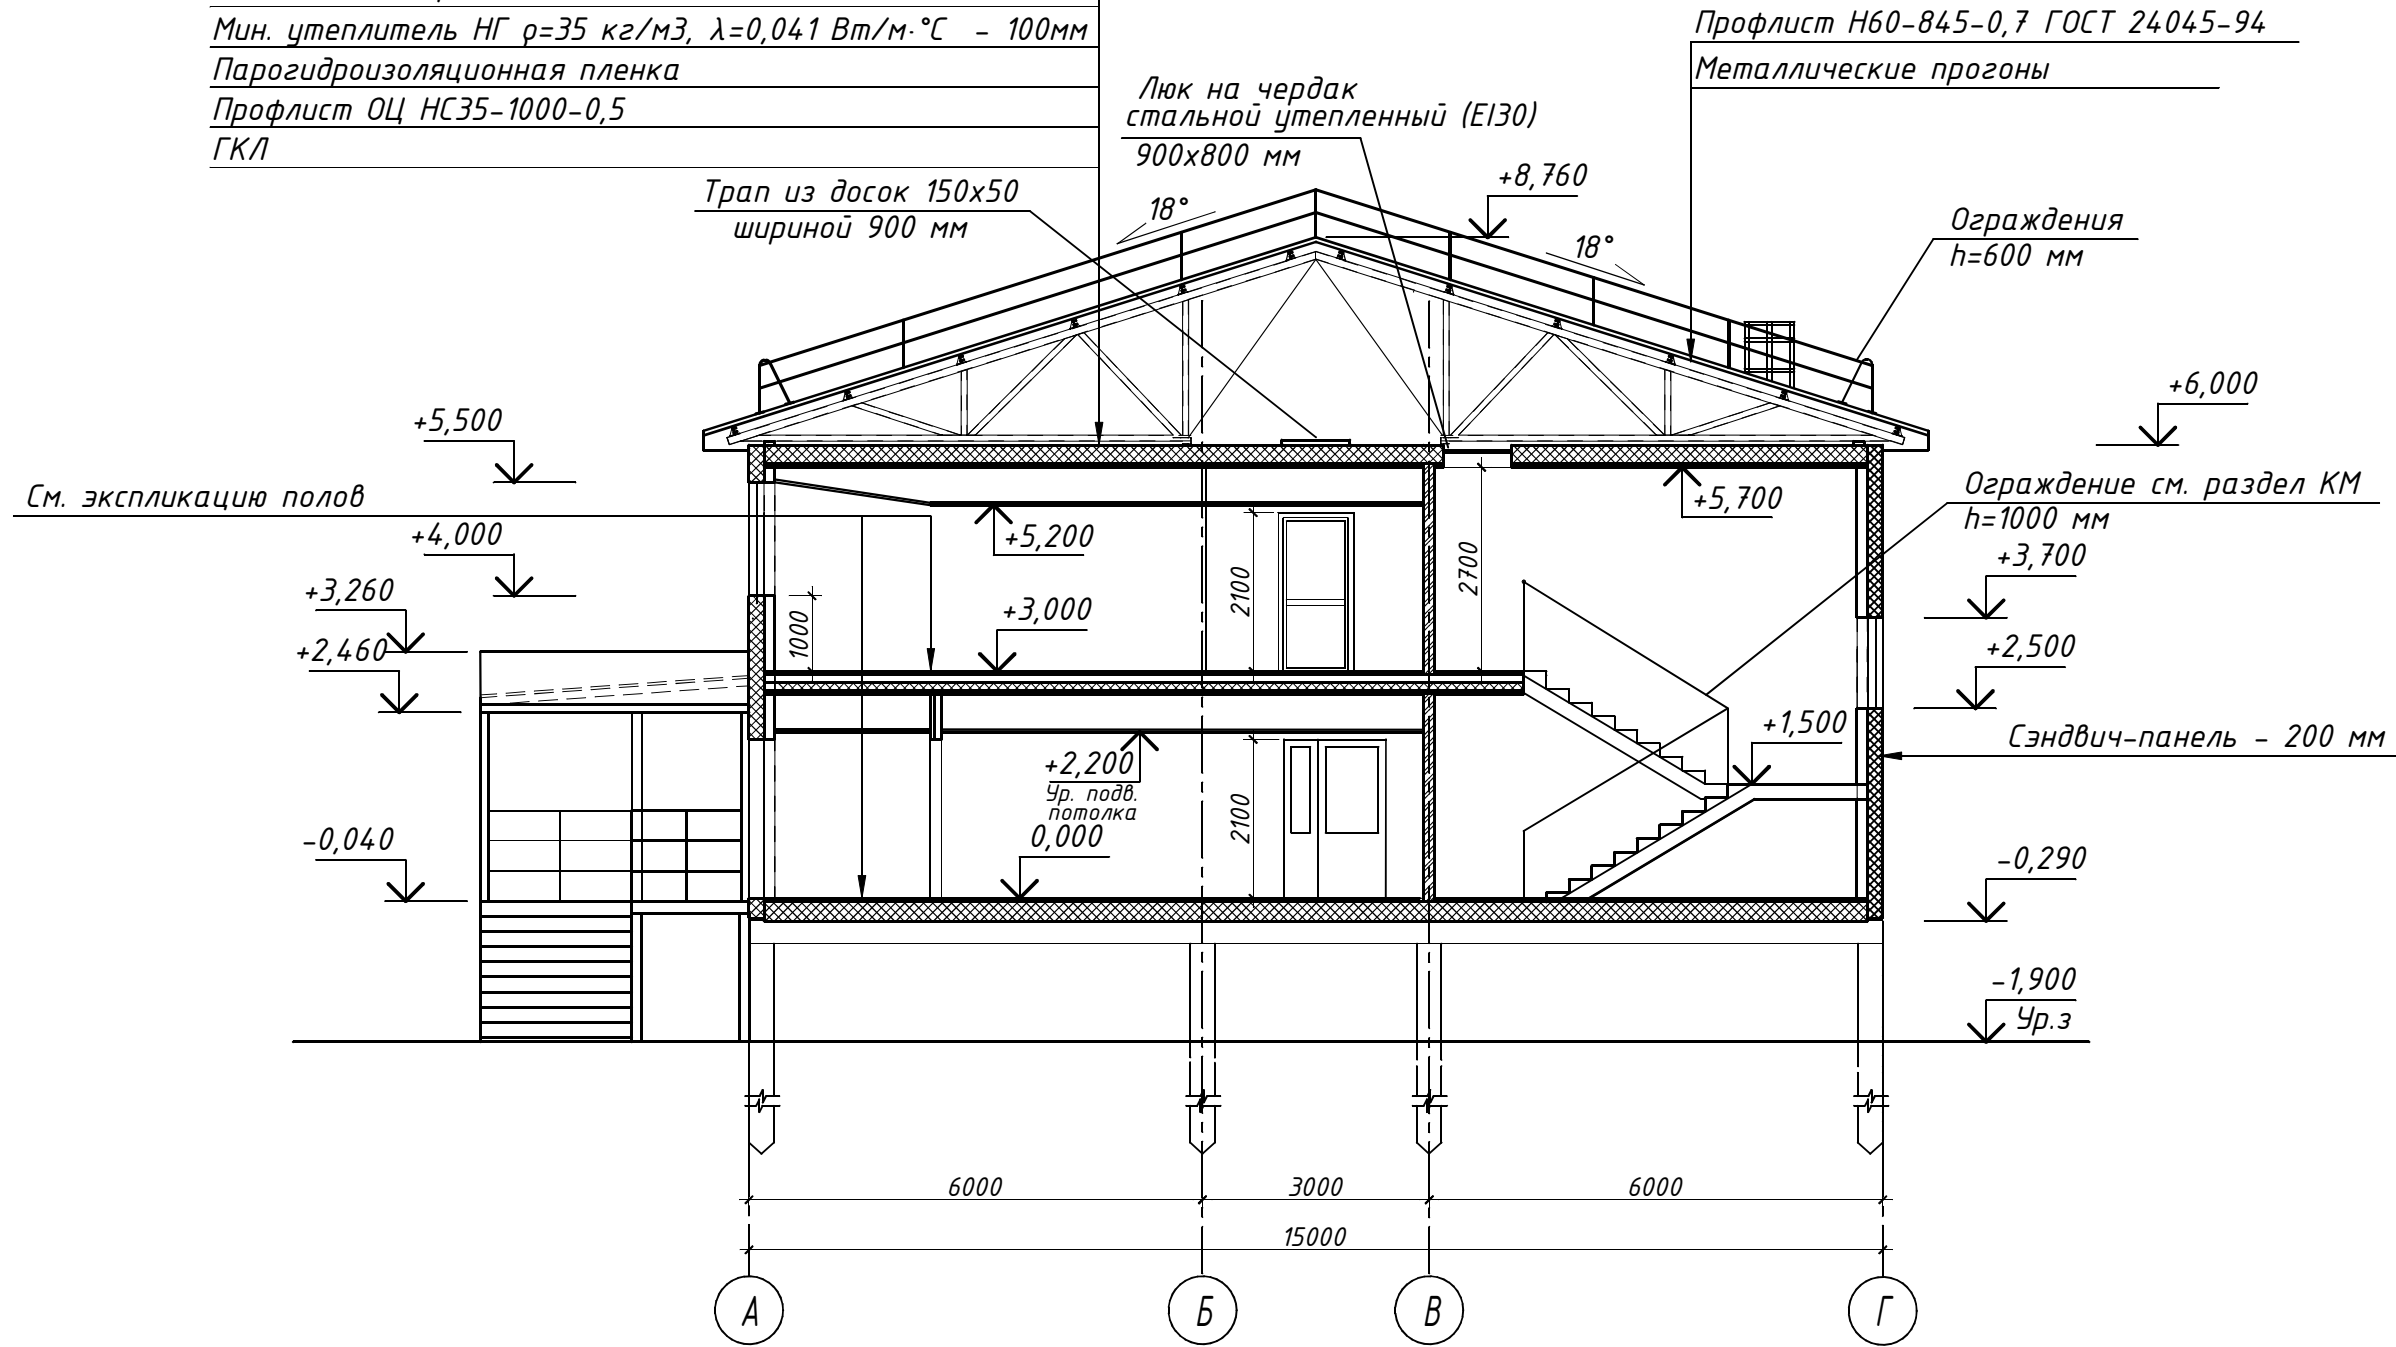 Мин. утеплитель НГ ρ=35 кг/м3, λ=0,041 Вт/м·°С - 100мм
Парогидроизоляционная пленка
Профлист ОЦ НС35-1000-0,5
ГКЛ
Профлист Н60-845-0,7 ГОСТ 24045-94
Металлические прогоны
Люк на чердак
стальной утепленный (EI30)
900х800 мм
Трап из досок 150х50
шириной 900 мм
18°
+8,760
18°
Ограждения
h=600 мм
+5,500
+6,000
См. экспликацию полов
+5,200
+5,700
Ограждение см. раздел КМ
h=1000 мм
+4,000
+3,700
+3,260
2100
2700
+3,000
1000
+2,460
+2,500
+1,500
Сэндвич-панель - 200 мм
+2,200
Ур. подв.
потолка
2100
-0,040
0,000
-0,290
-1,900
Ур.з
6000
3000
6000
15000
А
Б
В
Г